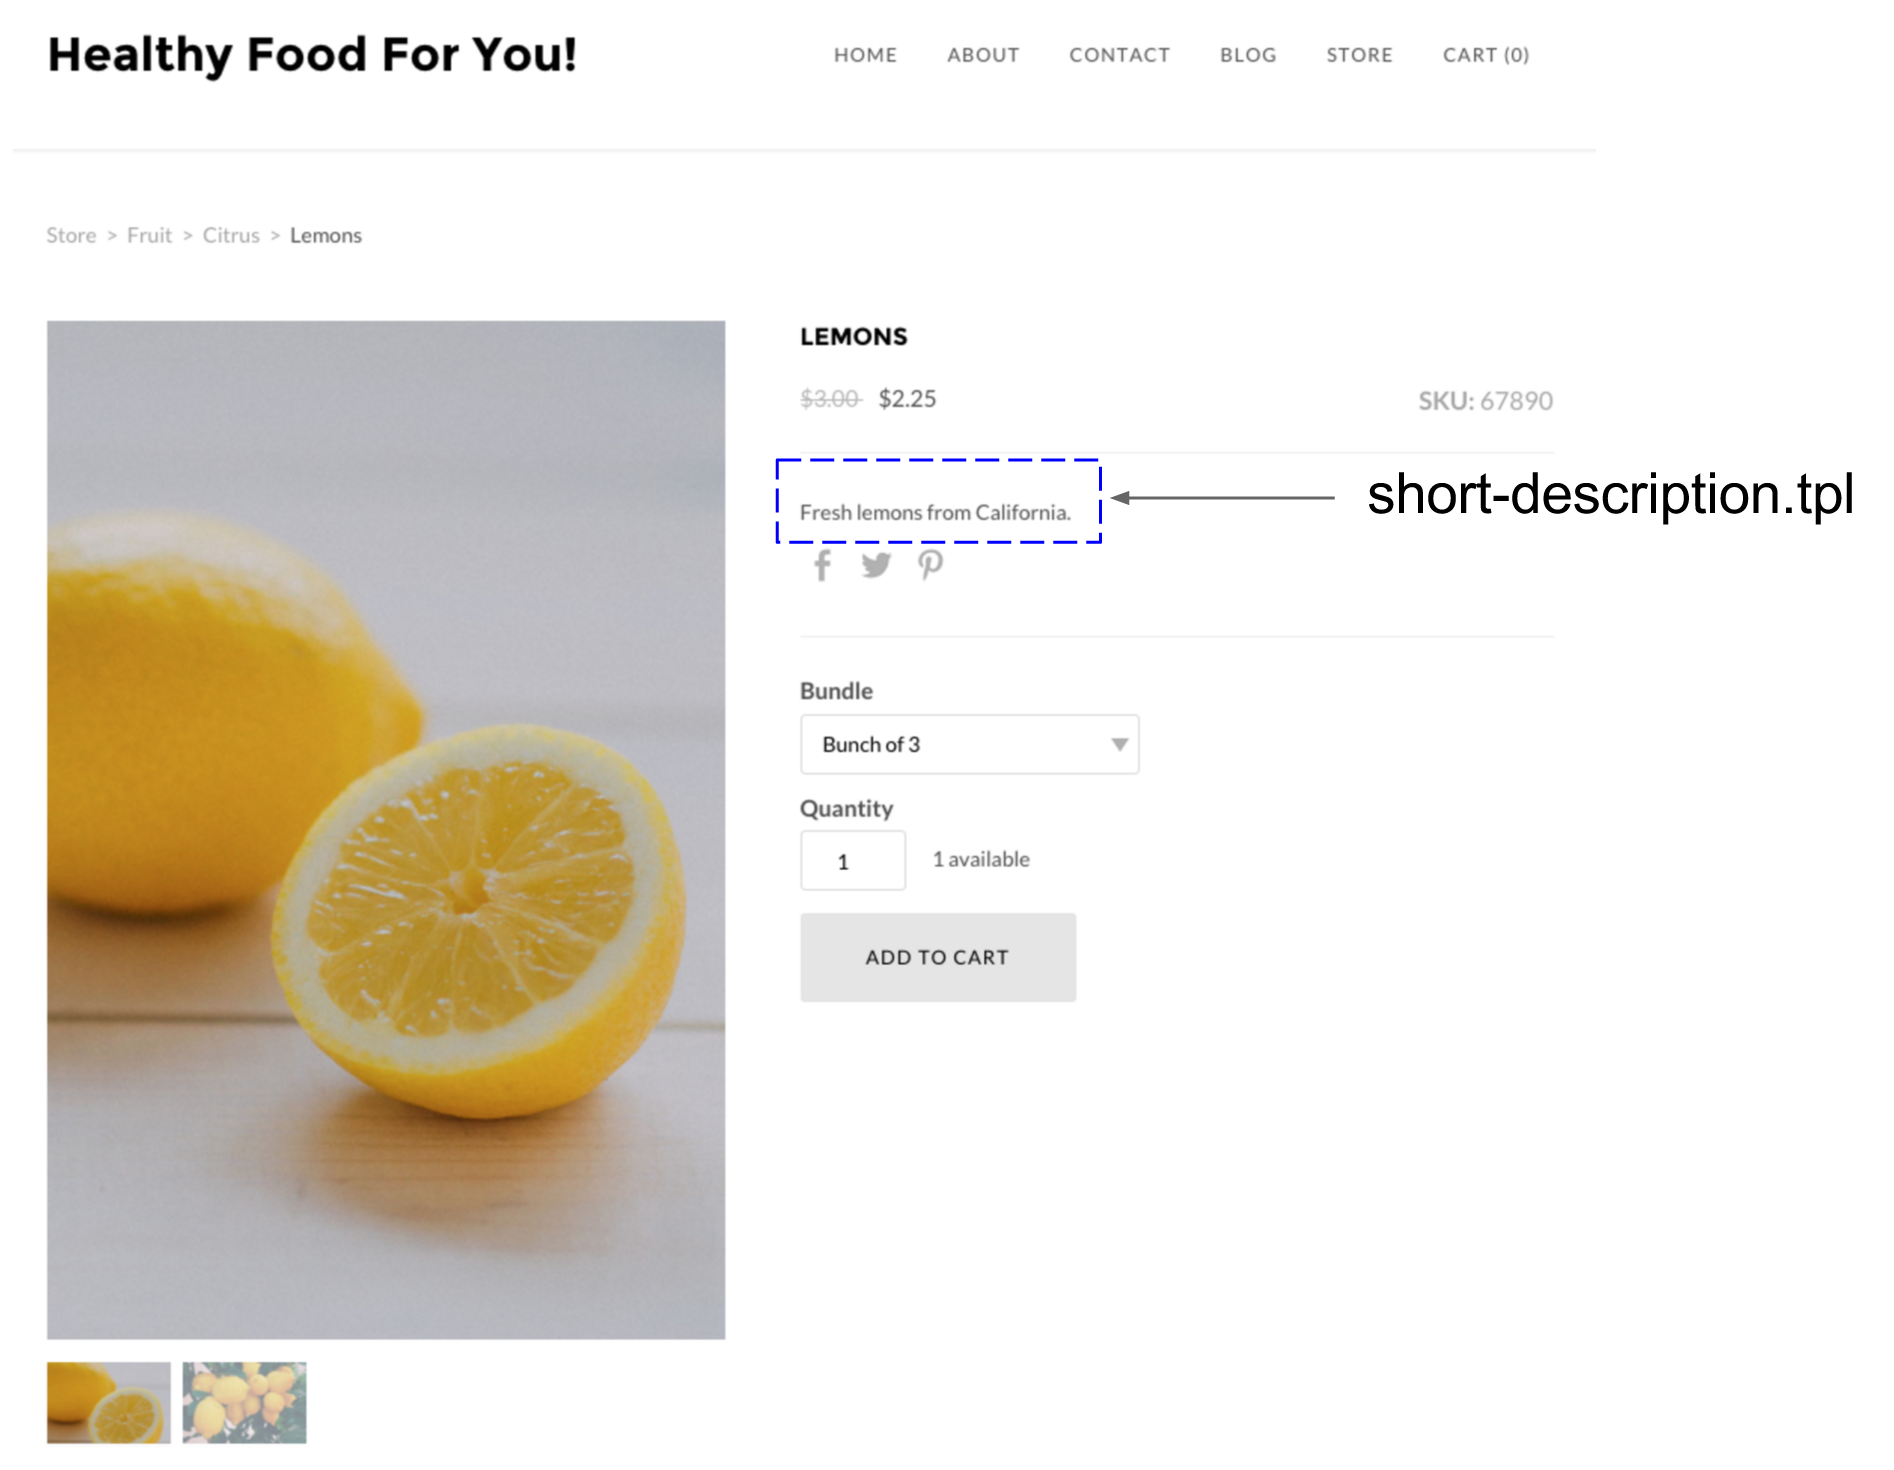 Healthy Food For You!
HOME ABOUT CONTACT BLOG STORE CART (0)
Store > Fruit > Citrus > Lemons
LEMONS
$3.00 $2.25
SKU: 67890
Fresh lemons from California.
short-description.tpl
Bundle
Bunch of 3
Quantity
1 1 available
ADD TO CART